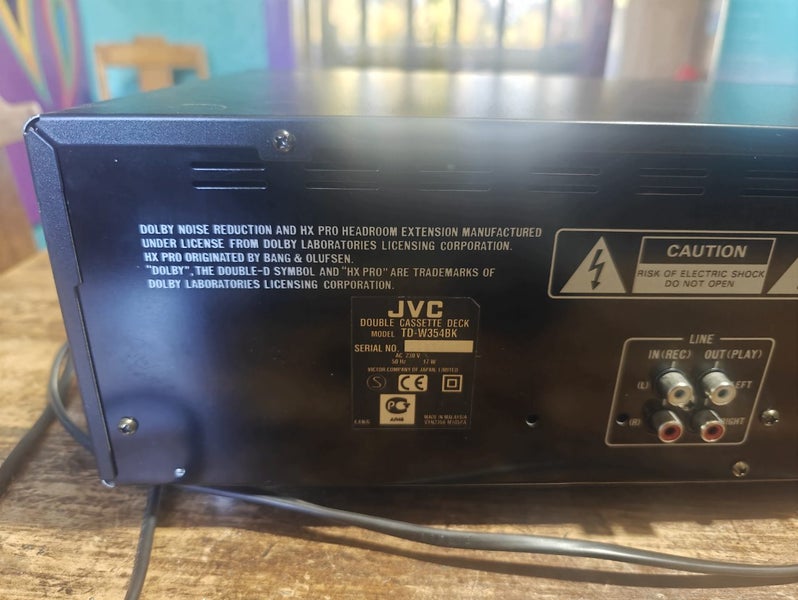 DOLBY NOISE REDUCTION AND HX PRO HEADROOM EXTENSION MANUFACTURED
UNDER LICENSE FROM DOLBY LABORATORIES LICENSING CORPORATION.
HX PRO ORIGINATED BY BANG & OLUFSEN.
"DOLBY", THE DOUBLE-D SYMBOL AND "HX PRO" ARE TRADEMARKS OF
DOLBY LABORATORIES LICENSING CORPORATION.
CAUTION
RISK OF ELECTRIC SHOCK
DO NOT OPEN
JVC
DOUBLE CASSETTE DECK
MODEL TD-W354BK
SERIAL NO.
AC 230 V
50 Hz 17 W
VICTOR COMPANY OF JAPAN, LIMITED
S CE
MADE IN MALAYSIA
LINE
IN(REC) OUT(PLAY)
(L) LEFT
(R) RIGHT